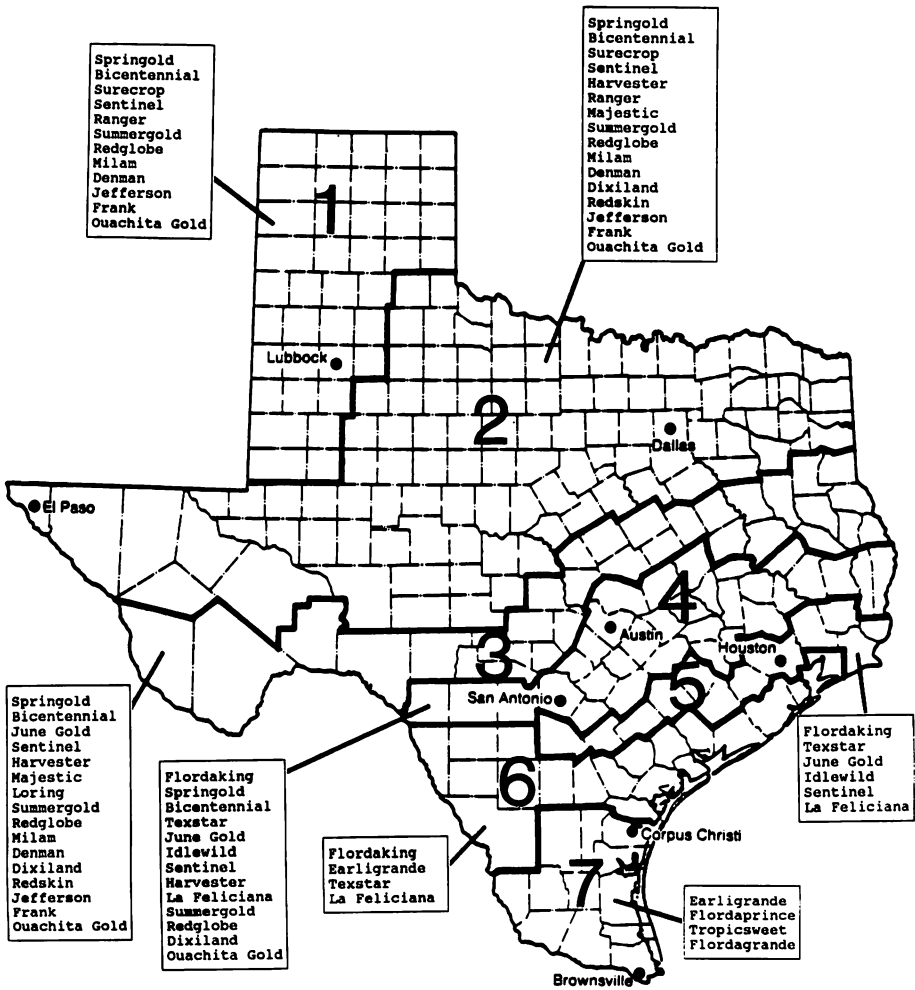 Springold
Bicentennial
Surecrop
Sentinel
Ranger
Summergold
Redglobe
Milam
Denman
Jefferson
Frank
Ouachita Gold
Springold
Bicentennial
Surecrop
Sentinel
Harvester
Ranger
Majestic
Summergold
Redglobe
Milam
Denman
Dixiland
Redskin
Jefferson
Frank
Ouachita Gold
1
Lubbock
2
Dallas
El Paso
4
Austin
3
Houston
San Antonio
5
6
Corpus Christi
7
Brownsville
Springold
Bicentennial
June Gold
Sentinel
Harvester
Majestic
Loring
Summergold
Redglobe
Milam
Denman
Dixiland
Redskin
Jefferson
Frank
Ouachita Gold
Flordaking
Springold
Bicentennial
Texstar
June Gold
Idlewild
Sentinel
Harvester
La Feliciana
Summergold
Redglobe
Dixiland
Ouachita Gold
Flordaking
Earligrande
Texstar
La Feliciana
Earligrande
Flordaprince
Tropicsweet
Flordagrande
Flordaking
Texstar
June Gold
Idlewild
Sentinel
La Feliciana